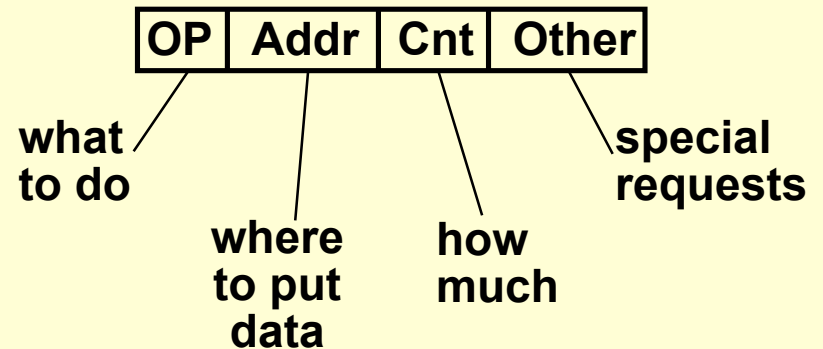 OP Addr Cnt Other
what
to do
where
to put
data
how
much
special
requests